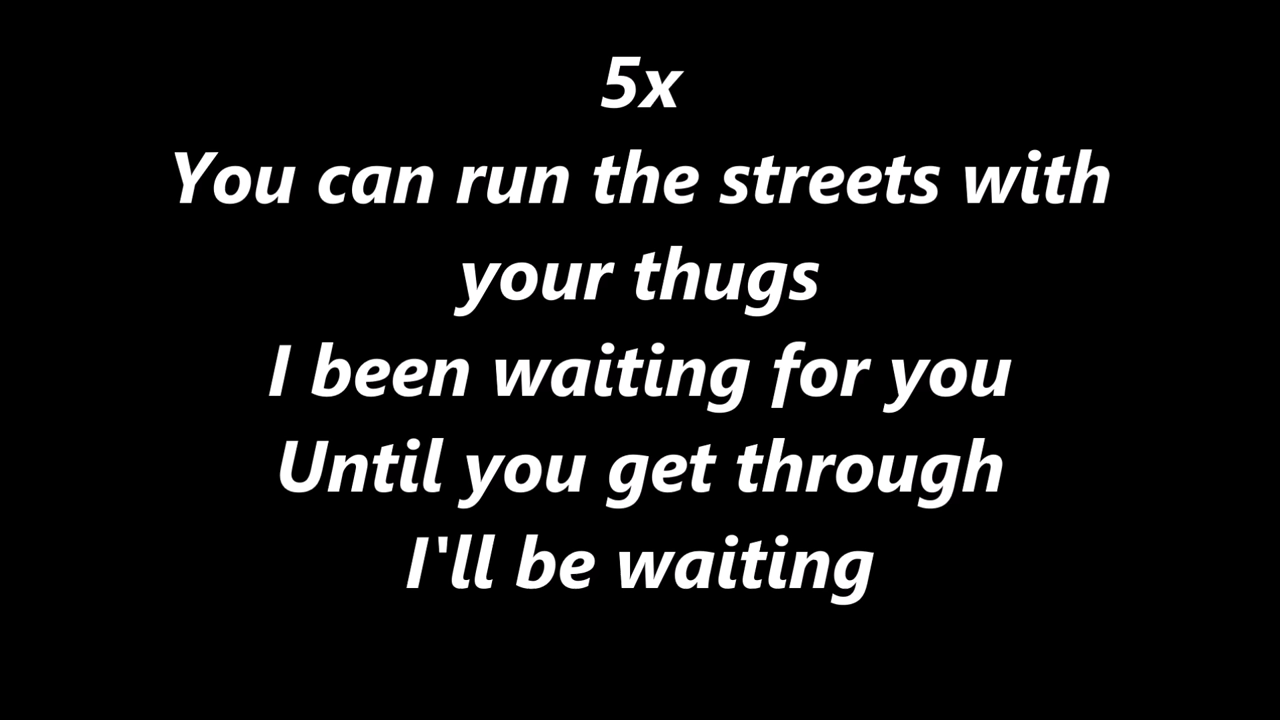 5x
You can run the streets with
your thugs
I been waiting for you
Until you get through
I'll be waiting